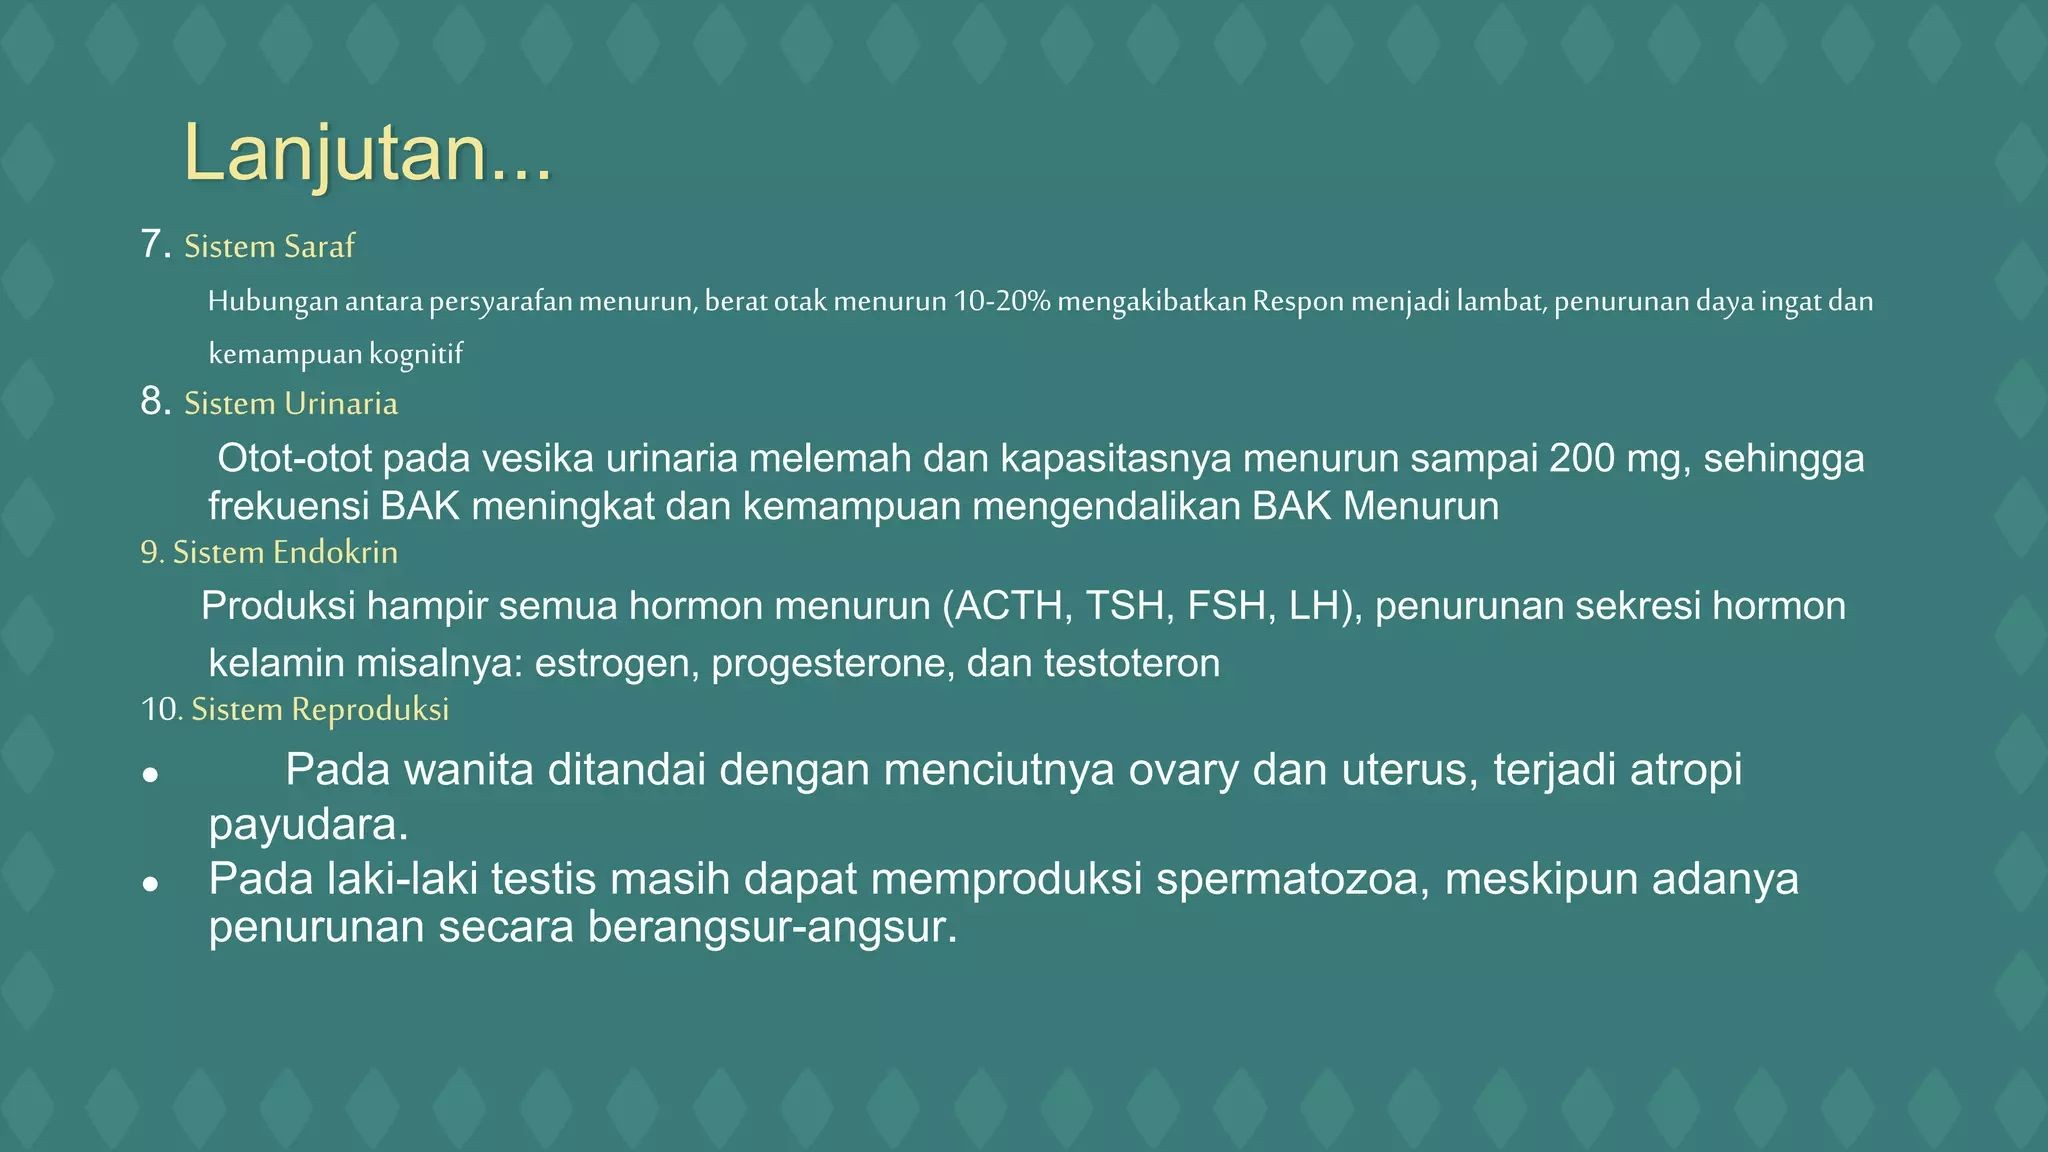 Lanjutan...
7. Sistem Saraf
Hubungan antara persyarafan menurun, berat otak menurun 10-20% mengakibatkan Respon menjadi lambat, penurunan daya ingat dan
kemampuan kognitif
8. Sistem Urinaria
Otot-otot pada vesika urinaria melemah dan kapasitasnya menurun sampai 200 mg, sehingga
frekuensi BAK meningkat dan kemampuan mengendalikan BAK Menurun
9. Sistem Endokrin
Produksi hampir semua hormon menurun (ACTH, TSH, FSH, LH), penurunan sekresi hormon
kelamin misalnya: estrogen, progesterone, dan testoteron
10. Sistem Reproduksi
● Pada wanita ditandai dengan menciutnya ovary dan uterus, terjadi atropi
payudara.
● Pada laki-laki testis masih dapat memproduksi spermatozoa, meskipun adanya
penurunan secara berangsur-angsur.